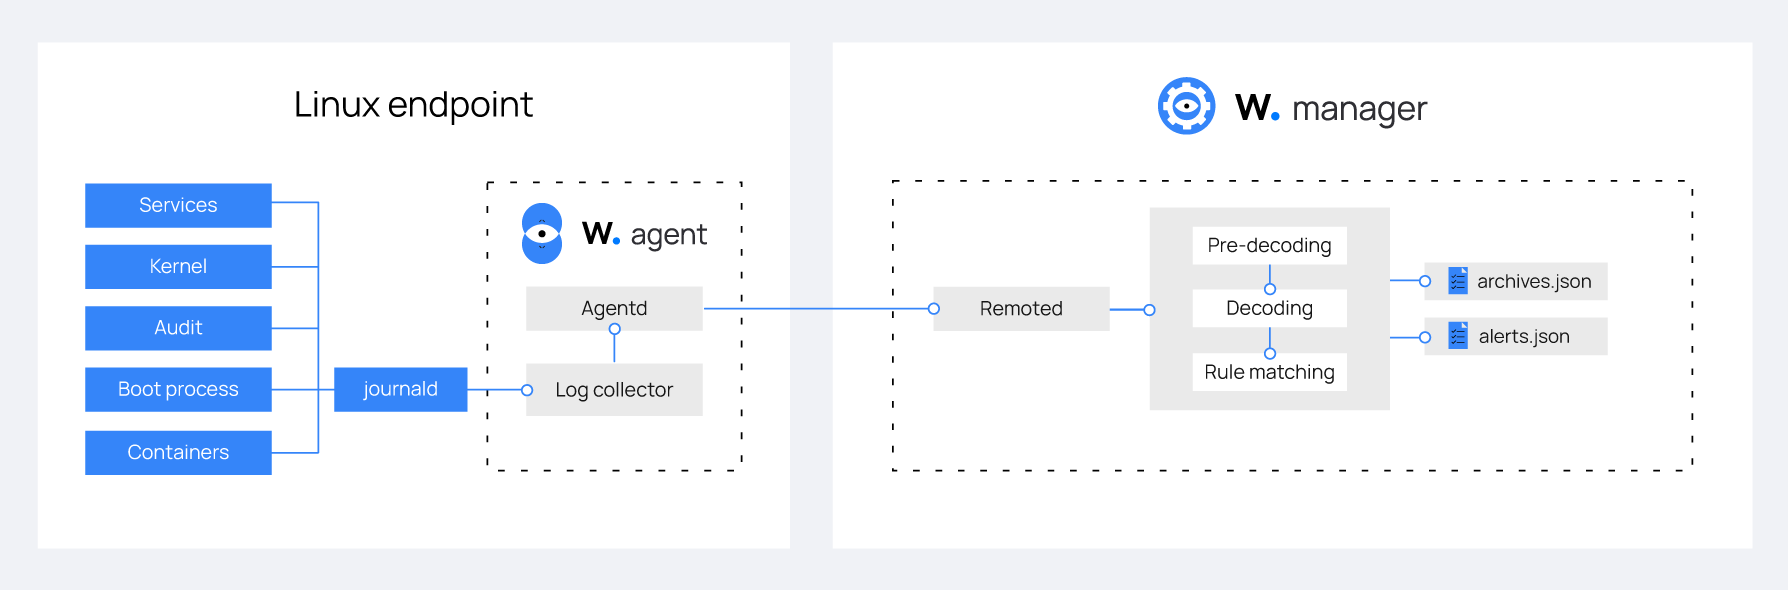 Linux endpoint
Services
Kernel
Audit
Boot process
Containers
journald
W. agent
Agentd
Log collector
W. manager
Remoted
Pre-decoding
Decoding
Rule matching
archives.json
alerts.json